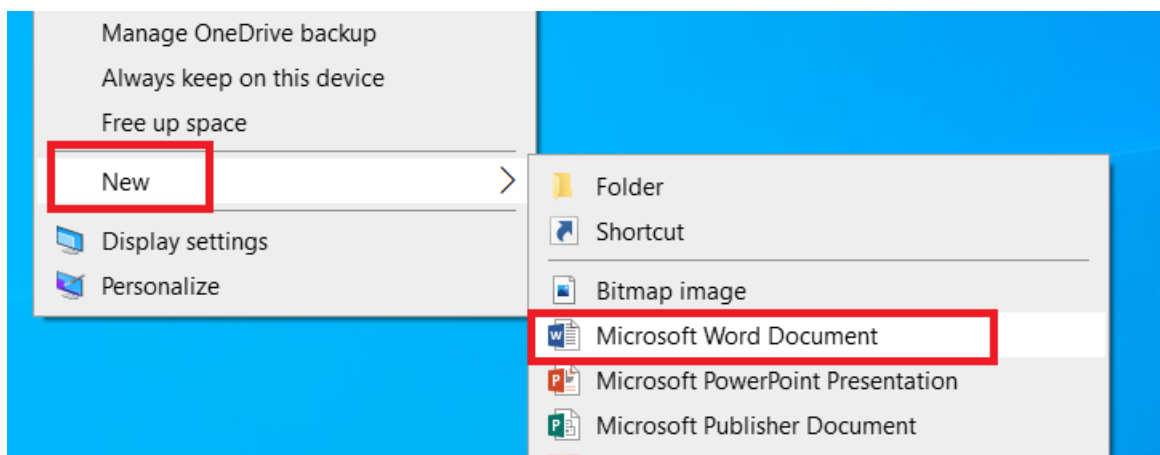 Manage OneDrive backup
Always keep on this device
Free up space
New
Display settings
Personalize
Folder
Shortcut
Bitmap image
Microsoft Word Document
Microsoft PowerPoint Presentation
Microsoft Publisher Document